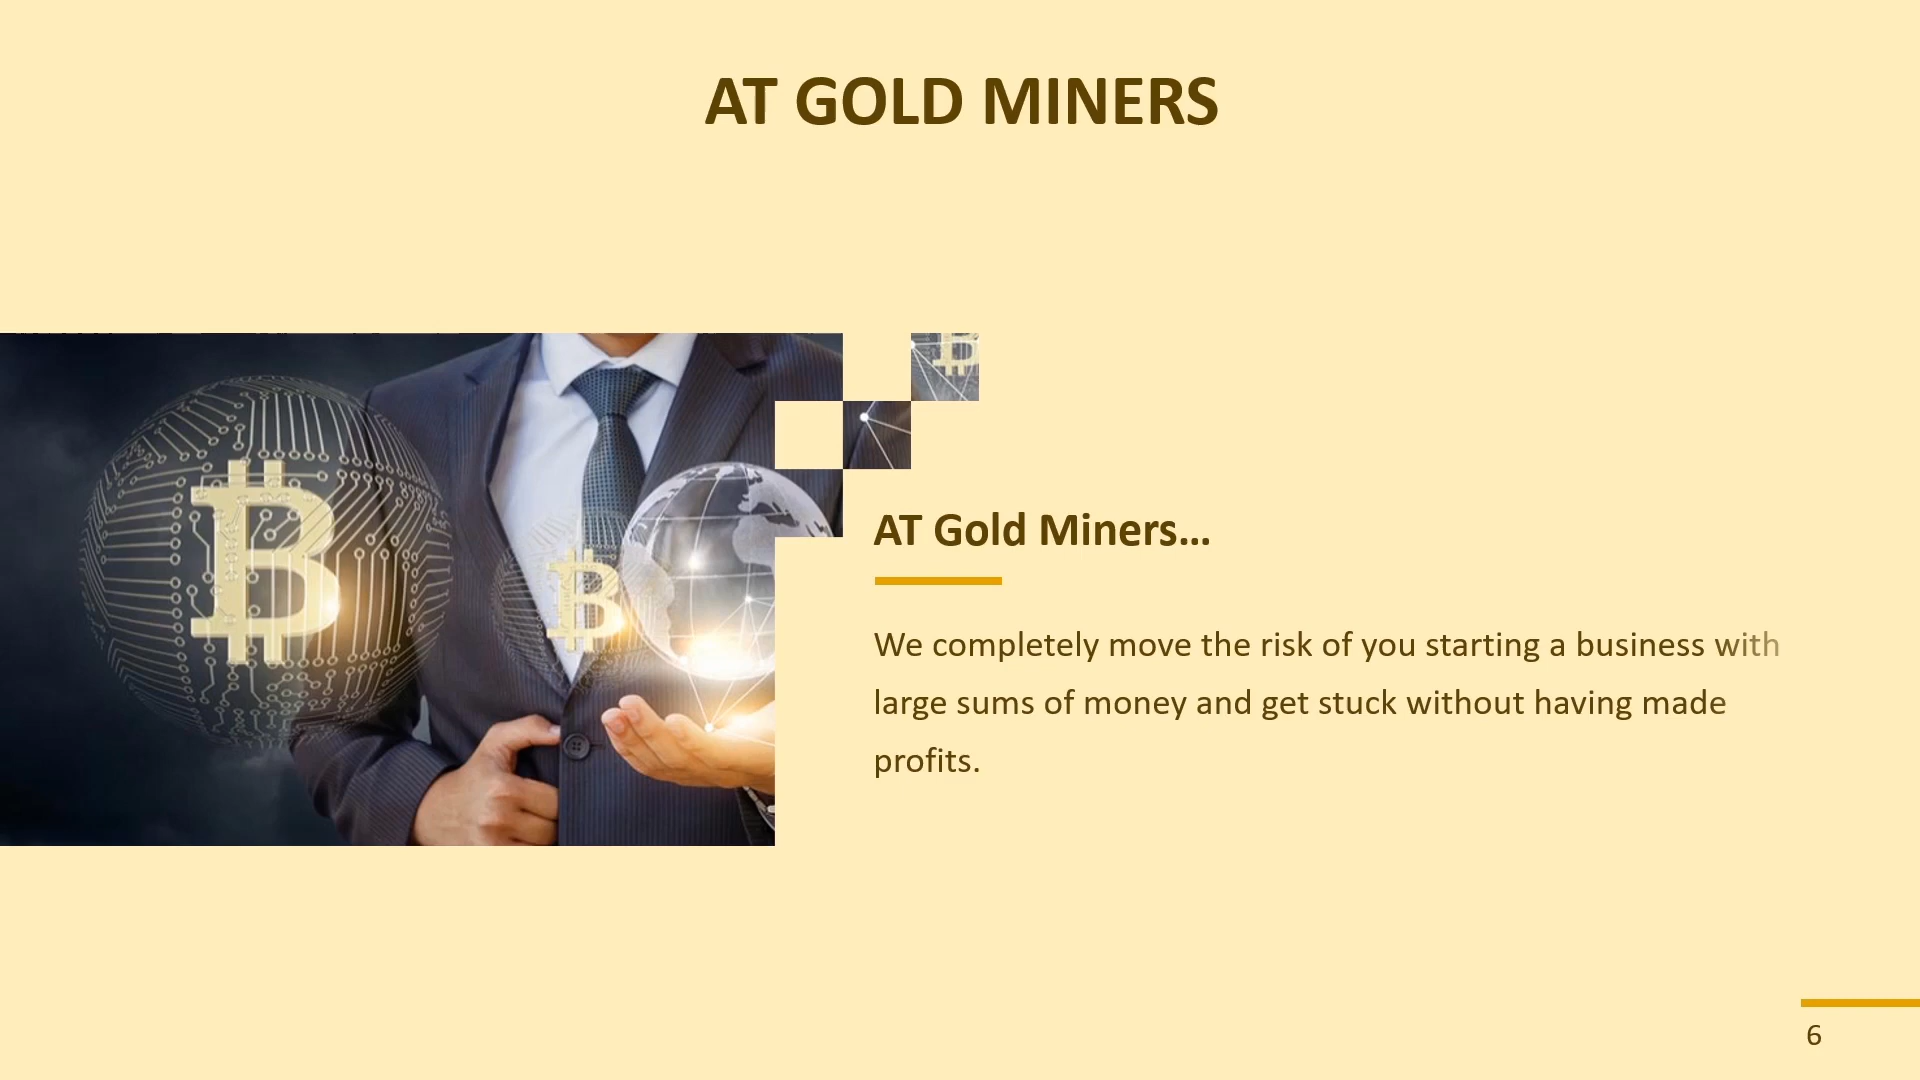 AT GOLD MINERS
AT Gold Miners...
We completely move the risk of you starting a business with
large sums of money and get stuck without having made
profits.
6